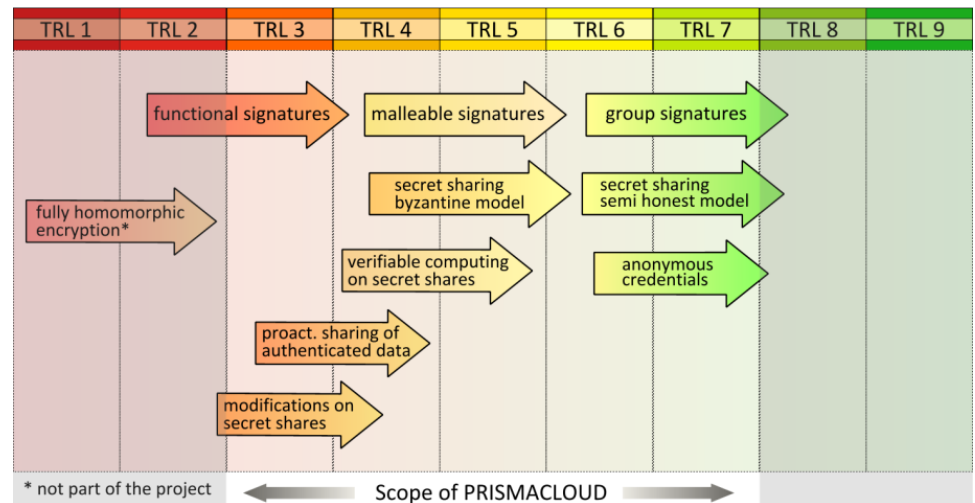 TRL 1 TRL 2 TRL 3 TRL 4 TRL 5 TRL 6 TRL 7 TRL 8 TRL 9
functional signatures
malleable signatures
group signatures
fully homomorphic
encryption*
secret sharing
byzantine model
secret sharing
semi honest model
verifiable computing
on secret shares
anonymous
credentials
proact. sharing of
authenticated data
modifications on
secret shares
* not part of the project
Scope of PRISMACLOUD